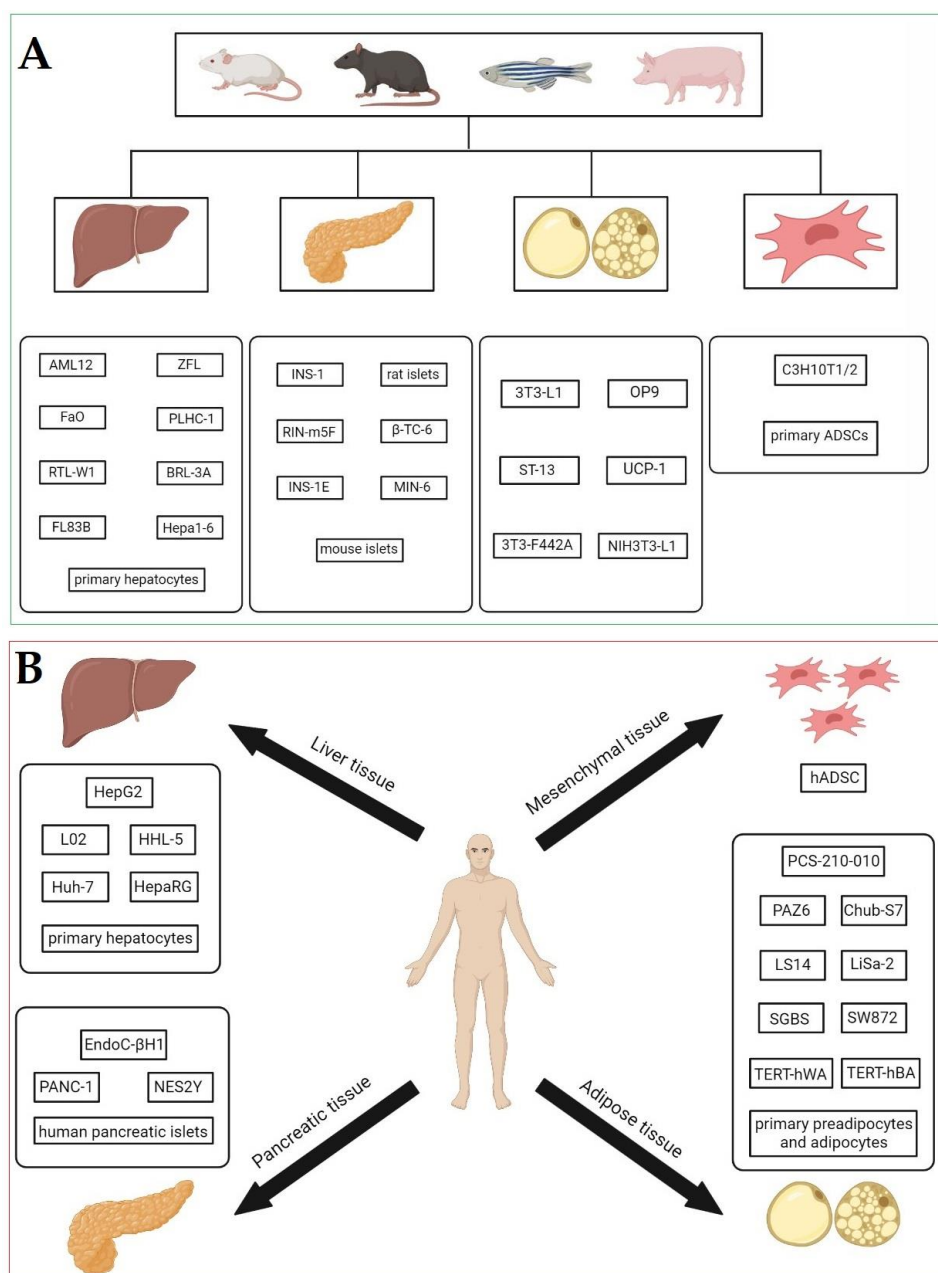 A
AML12
ZFL
FaO
PLHC-1
RTL-W1
BRL-3A
FL83B
Hepa1-6
primary hepatocytes
INS-1
rat islets
RIN-m5F
β-TC-6
INS-1E
MIN-6
mouse islets
3T3-L1
OP9
ST-13
UCP-1
3T3-F442A
NIH3T3-L1
C3H10T1/2
primary ADSCs
B
Liver tissue
Mesenchymal tissue
HepG2
L02
HHL-5
Huh-7
HepaRG
primary hepatocytes
hADSC
EndoC-βH1
PANC-1
NES2Y
human pancreatic islets
Pancreatic tissue
Adipose tissue
PCS-210-010
PAZ6
Chub-S7
LS14
LiSa-2
SGBS
SW872
TERT-hWA
TERT-hBA
primary preadipocytes
and adipocytes